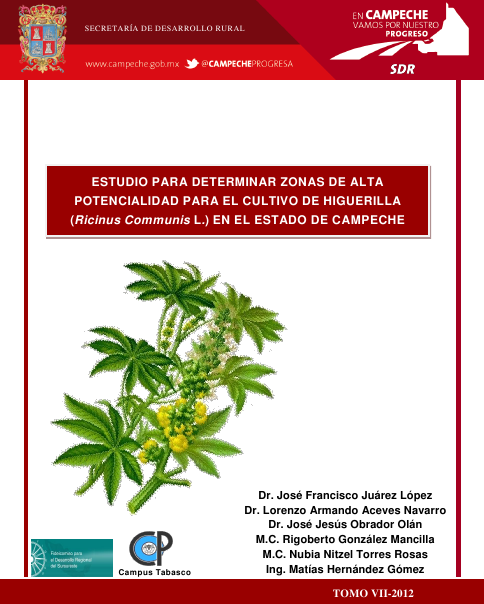 SECRETARÍA DE DESARROLLO RURAL
EN CAMPECHE
VAMOS POR NUESTRO
PROGRESO
www.campeche.gob.mx @CAMPECHEPROGRESA
SDR
ESTUDIO PARA DETERMINAR ZONAS DE ALTA
POTENCIALIDAD PARA EL CULTIVO DE HIGUERILLA
(Ricinus Communis L.) EN EL ESTADO DE CAMPECHE
Dr. José Francisco Juárez López
Dr. Lorenzo Armando Aceves Navarro
Dr. José Jesús Obrador Olán
M.C. Rigoberto González Mancilla
M.C. Nubia Nitzel Torres Rosas
Ing. Matías Hernández Gómez
Fideicomiso para
el Desarrollo Regional
del Sur-sureste
CP
Campus Tabasco
TOMO VII-2012